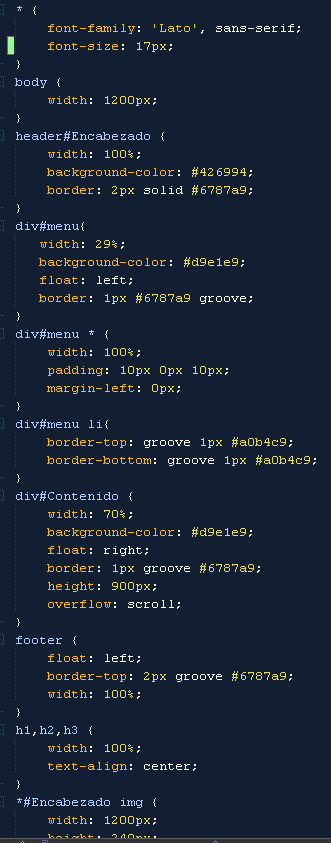 * {
font-family: 'Lato', sans-serif;
font-size: 17px;
}
body {
width: 1200px;
}
header#Encabezado {
width: 100%;
background-color: #426994;
border: 2px solid #6787a9;
}
div#menu{
width: 29%;
background-color: #d9e1e9;
float: left;
border: 1px #6787a9 groove;
}
div#menu * {
width: 100%;
padding: 10px 0px 10px;
margin-left: 0px;
}
div#menu li{
border-top: groove 1px #a0b4c9;
border-bottom: groove 1px #a0b4c9;
}
div#Contenido {
width: 70%;
background-color: #d9e1e9;
float: right;
border: 1px groove #6787a9;
height: 900px;
overflow: scroll;
}
footer {
float: left;
border-top: 2px groove #6787a9;
width: 100%;
}
h1,h2,h3 {
width: 100%;
text-align: center;
}
*#Encabezado img {
width: 1200px;
height: 240px;